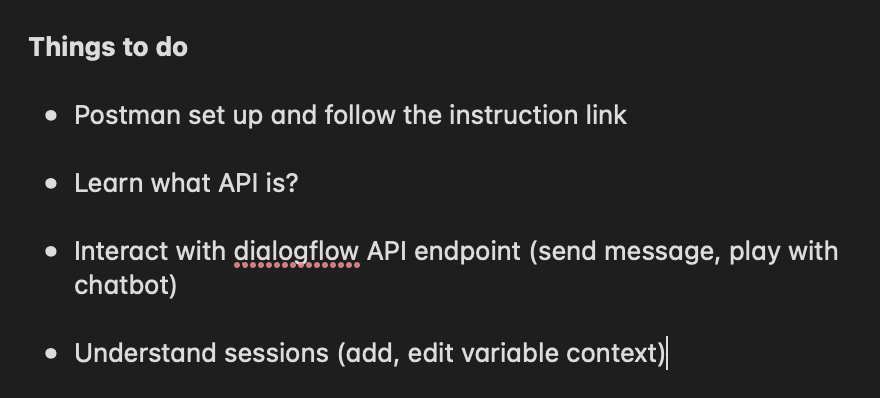 Things to do
• Postman set up and follow the instruction link
• Learn what API is?
• Interact with dialogflow API endpoint (send message, play with
chatbot)
• Understand sessions (add, edit variable context)